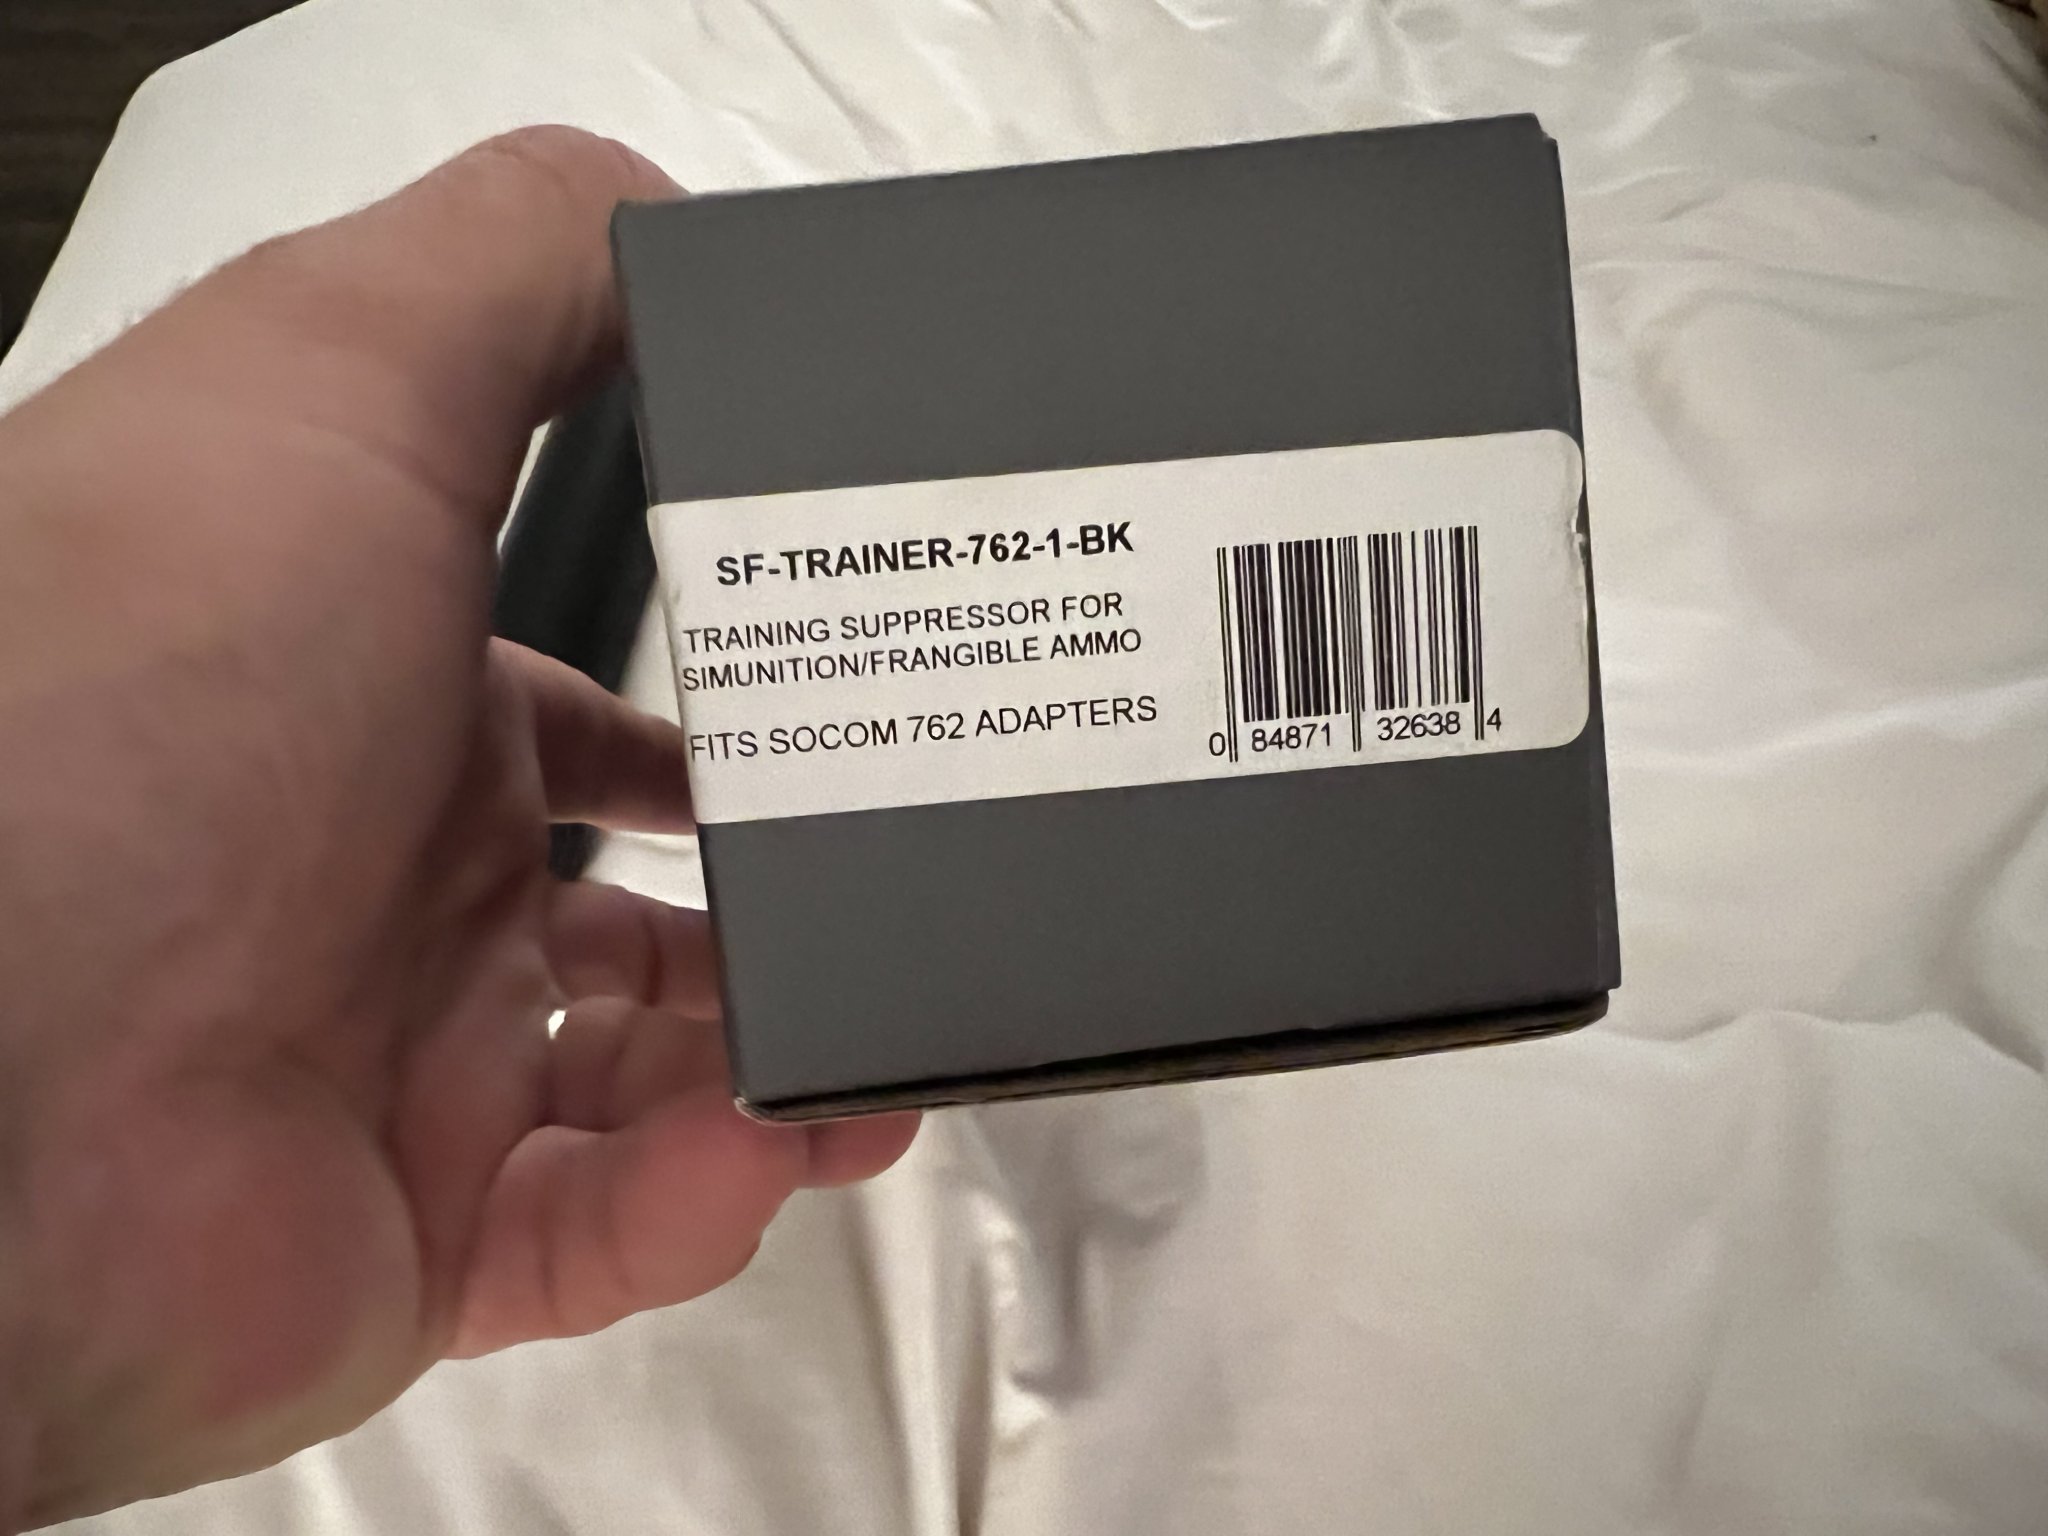 SF-TRAINER-762-1-BK
TRAINING SUPPRESSOR FOR
SIMUNITION/FRANGIBLE AMMO
FITS SOCOM 762 ADAPTERS
0 84871 32638 4